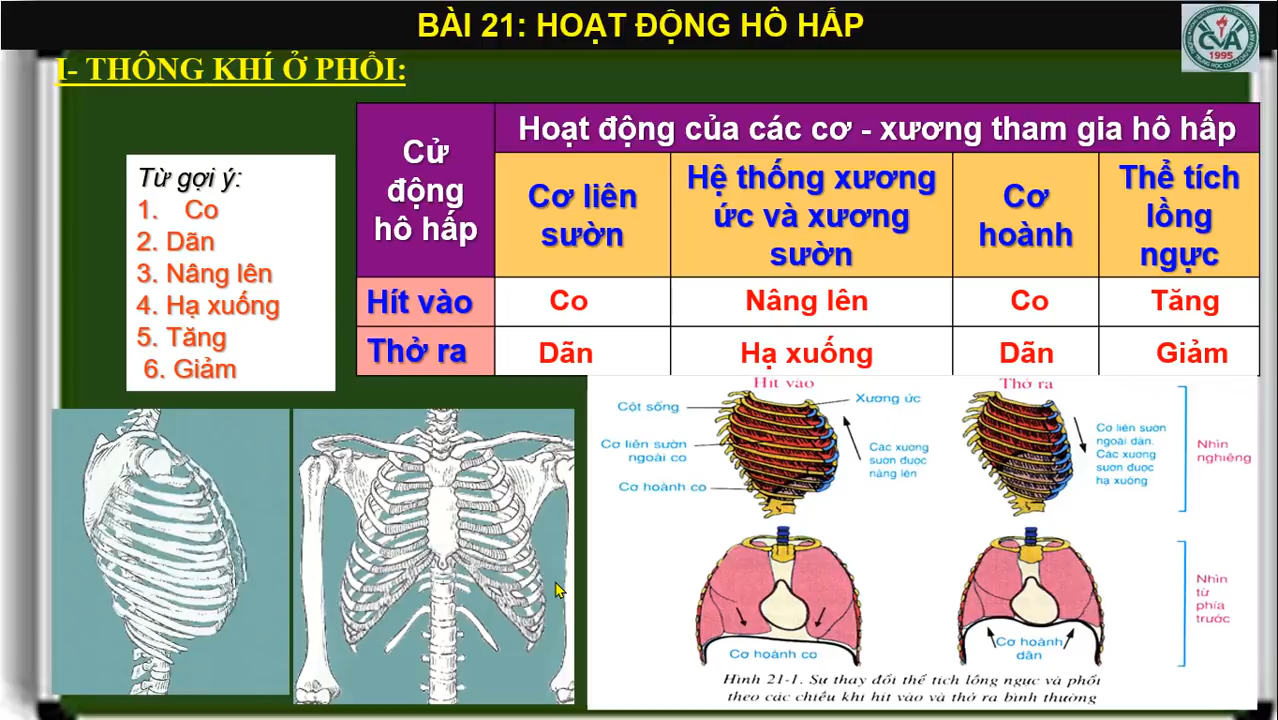 BÀI 21: HOẠT ĐỘNG HÔ HẤP
CVA
1995
I- THÔNG KHÍ Ở PHỔI:
Từ gợi ý:
1. Co
2. Dãn
3. Nâng lên
4. Hạ xuống
5. Tăng
6. Giảm
Cử
động
hô hấp
Hoạt động của các cơ - xương tham gia hô hấp
Cơ liên
sườn
Hệ thống xương
ức và xương
sườn
Cơ
hoành
Thể tích
lồng
ngực
Hít vào
Co
Nâng lên
Co
Tăng
Thở ra
Dãn
Hạ xuống
Dãn
Giảm
Hít vào
Thở ra
Cột sống
Xương ức
Cơ liên sườn
ngoài co
Các xương
sườn được
nâng lên
Cơ hoành co
Cơ liên sườn
ngoài dãn.
Các xương
sườn được
hạ xuống
Nhìn
nghiêng
Cơ hoành co
Cơ hoành
dãn
Nhìn
từ
phía
trước
Hình 21-1. Sự thay đổi thể tích lồng ngực và phổi
theo các chiều khi hít vào và thở ra bình thường